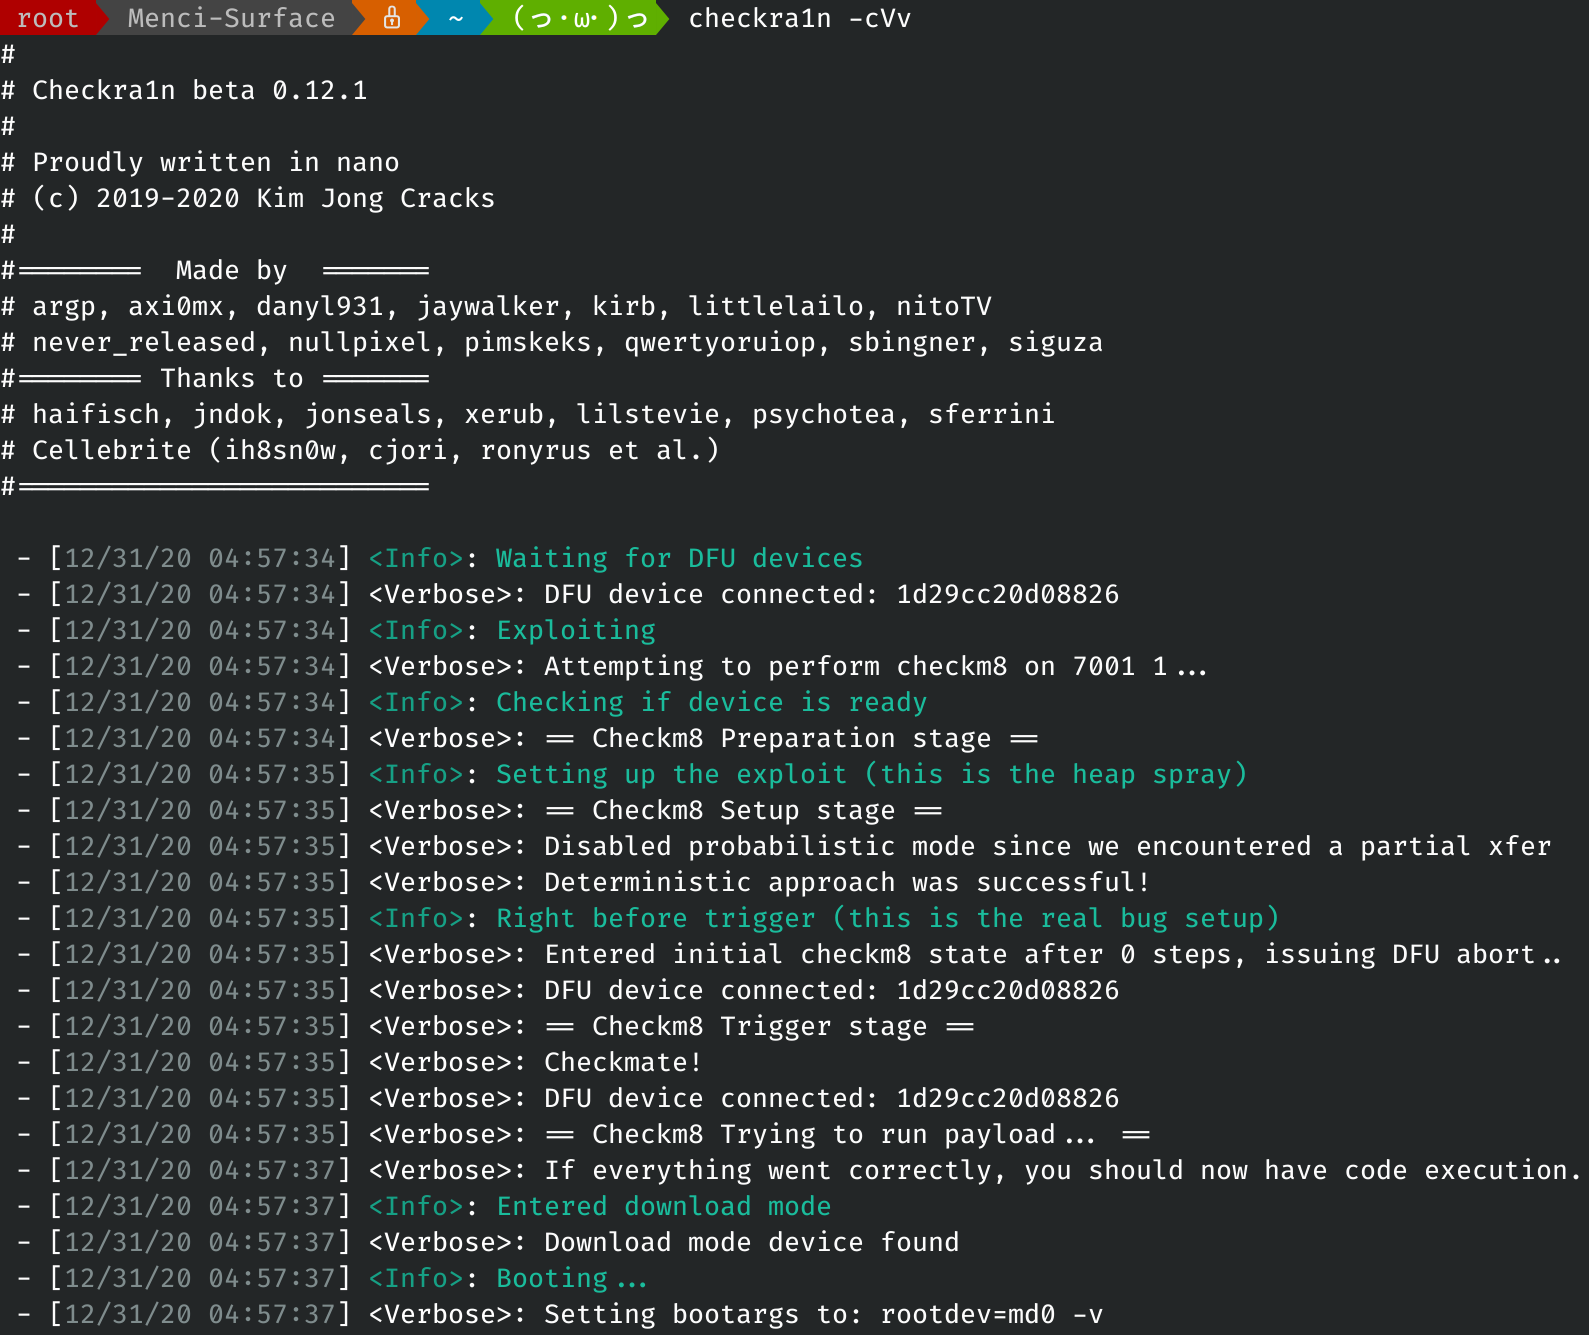 root Menci-Surface ~ (っ·ω·)っ checkra1n -cVv
#
# Checkra1n beta 0.12.1
#
# Proudly written in nano
# (c) 2019-2020 Kim Jong Cracks
#
#======== Made by =======
# argp, axi0mx, danyl931, jaywalker, kirb, littlelailo, nitoTV
# never_released, nullpixel, pimskeks, qwertyoruiop, sbingner, siguza
#======== Thanks to =======
# haifisch, jndok, jonseals, xerub, lilstevie, psychotea, sferrini
# Cellebrite (ih8sn0w, cjori, ronyrus et al.)
#==========================
- [12/31/20 04:57:34] <Info>: Waiting for DFU devices
- [12/31/20 04:57:34] <Verbose>: DFU device connected: 1d29cc20d08826
- [12/31/20 04:57:34] <Info>: Exploiting
- [12/31/20 04:57:34] <Verbose>: Attempting to perform checkm8 on 7001 1...
- [12/31/20 04:57:34] <Info>: Checking if device is ready
- [12/31/20 04:57:34] <Verbose>: == Checkm8 Preparation stage ==
- [12/31/20 04:57:35] <Info>: Setting up the exploit (this is the heap spray)
- [12/31/20 04:57:35] <Verbose>: == Checkm8 Setup stage ==
- [12/31/20 04:57:35] <Verbose>: Disabled probabilistic mode since we encountered a partial xfer
- [12/31/20 04:57:35] <Verbose>: Deterministic approach was successful!
- [12/31/20 04:57:35] <Info>: Right before trigger (this is the real bug setup)
- [12/31/20 04:57:35] <Verbose>: Entered initial checkm8 state after 0 steps, issuing DFU abort..
- [12/31/20 04:57:35] <Verbose>: DFU device connected: 1d29cc20d08826
- [12/31/20 04:57:35] <Verbose>: == Checkm8 Trigger stage ==
- [12/31/20 04:57:35] <Verbose>: Checkmate!
- [12/31/20 04:57:35] <Verbose>: DFU device connected: 1d29cc20d08826
- [12/31/20 04:57:35] <Verbose>: == Checkm8 Trying to run payload... ==
- [12/31/20 04:57:37] <Verbose>: If everything went correctly, you should now have code execution.
- [12/31/20 04:57:37] <Info>: Entered download mode
- [12/31/20 04:57:37] <Verbose>: Download mode device found
- [12/31/20 04:57:37] <Info>: Booting...
- [12/31/20 04:57:37] <Verbose>: Setting bootargs to: rootdev=md0 -v